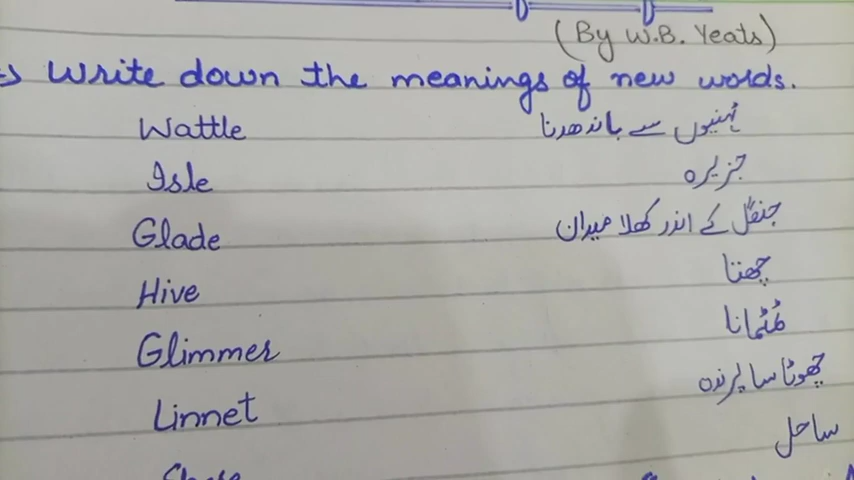 (By W.B. Yeats)
Write down the meanings of new words.
Wattle ٹہنیوں سے باندھنا
Isle جزیرہ
Glade جنگل کے اندر کھلا میدان
Hive چھتا
Glimmer ٹمٹمانا
Linnet چھوٹا سا پرندہ
ساحل